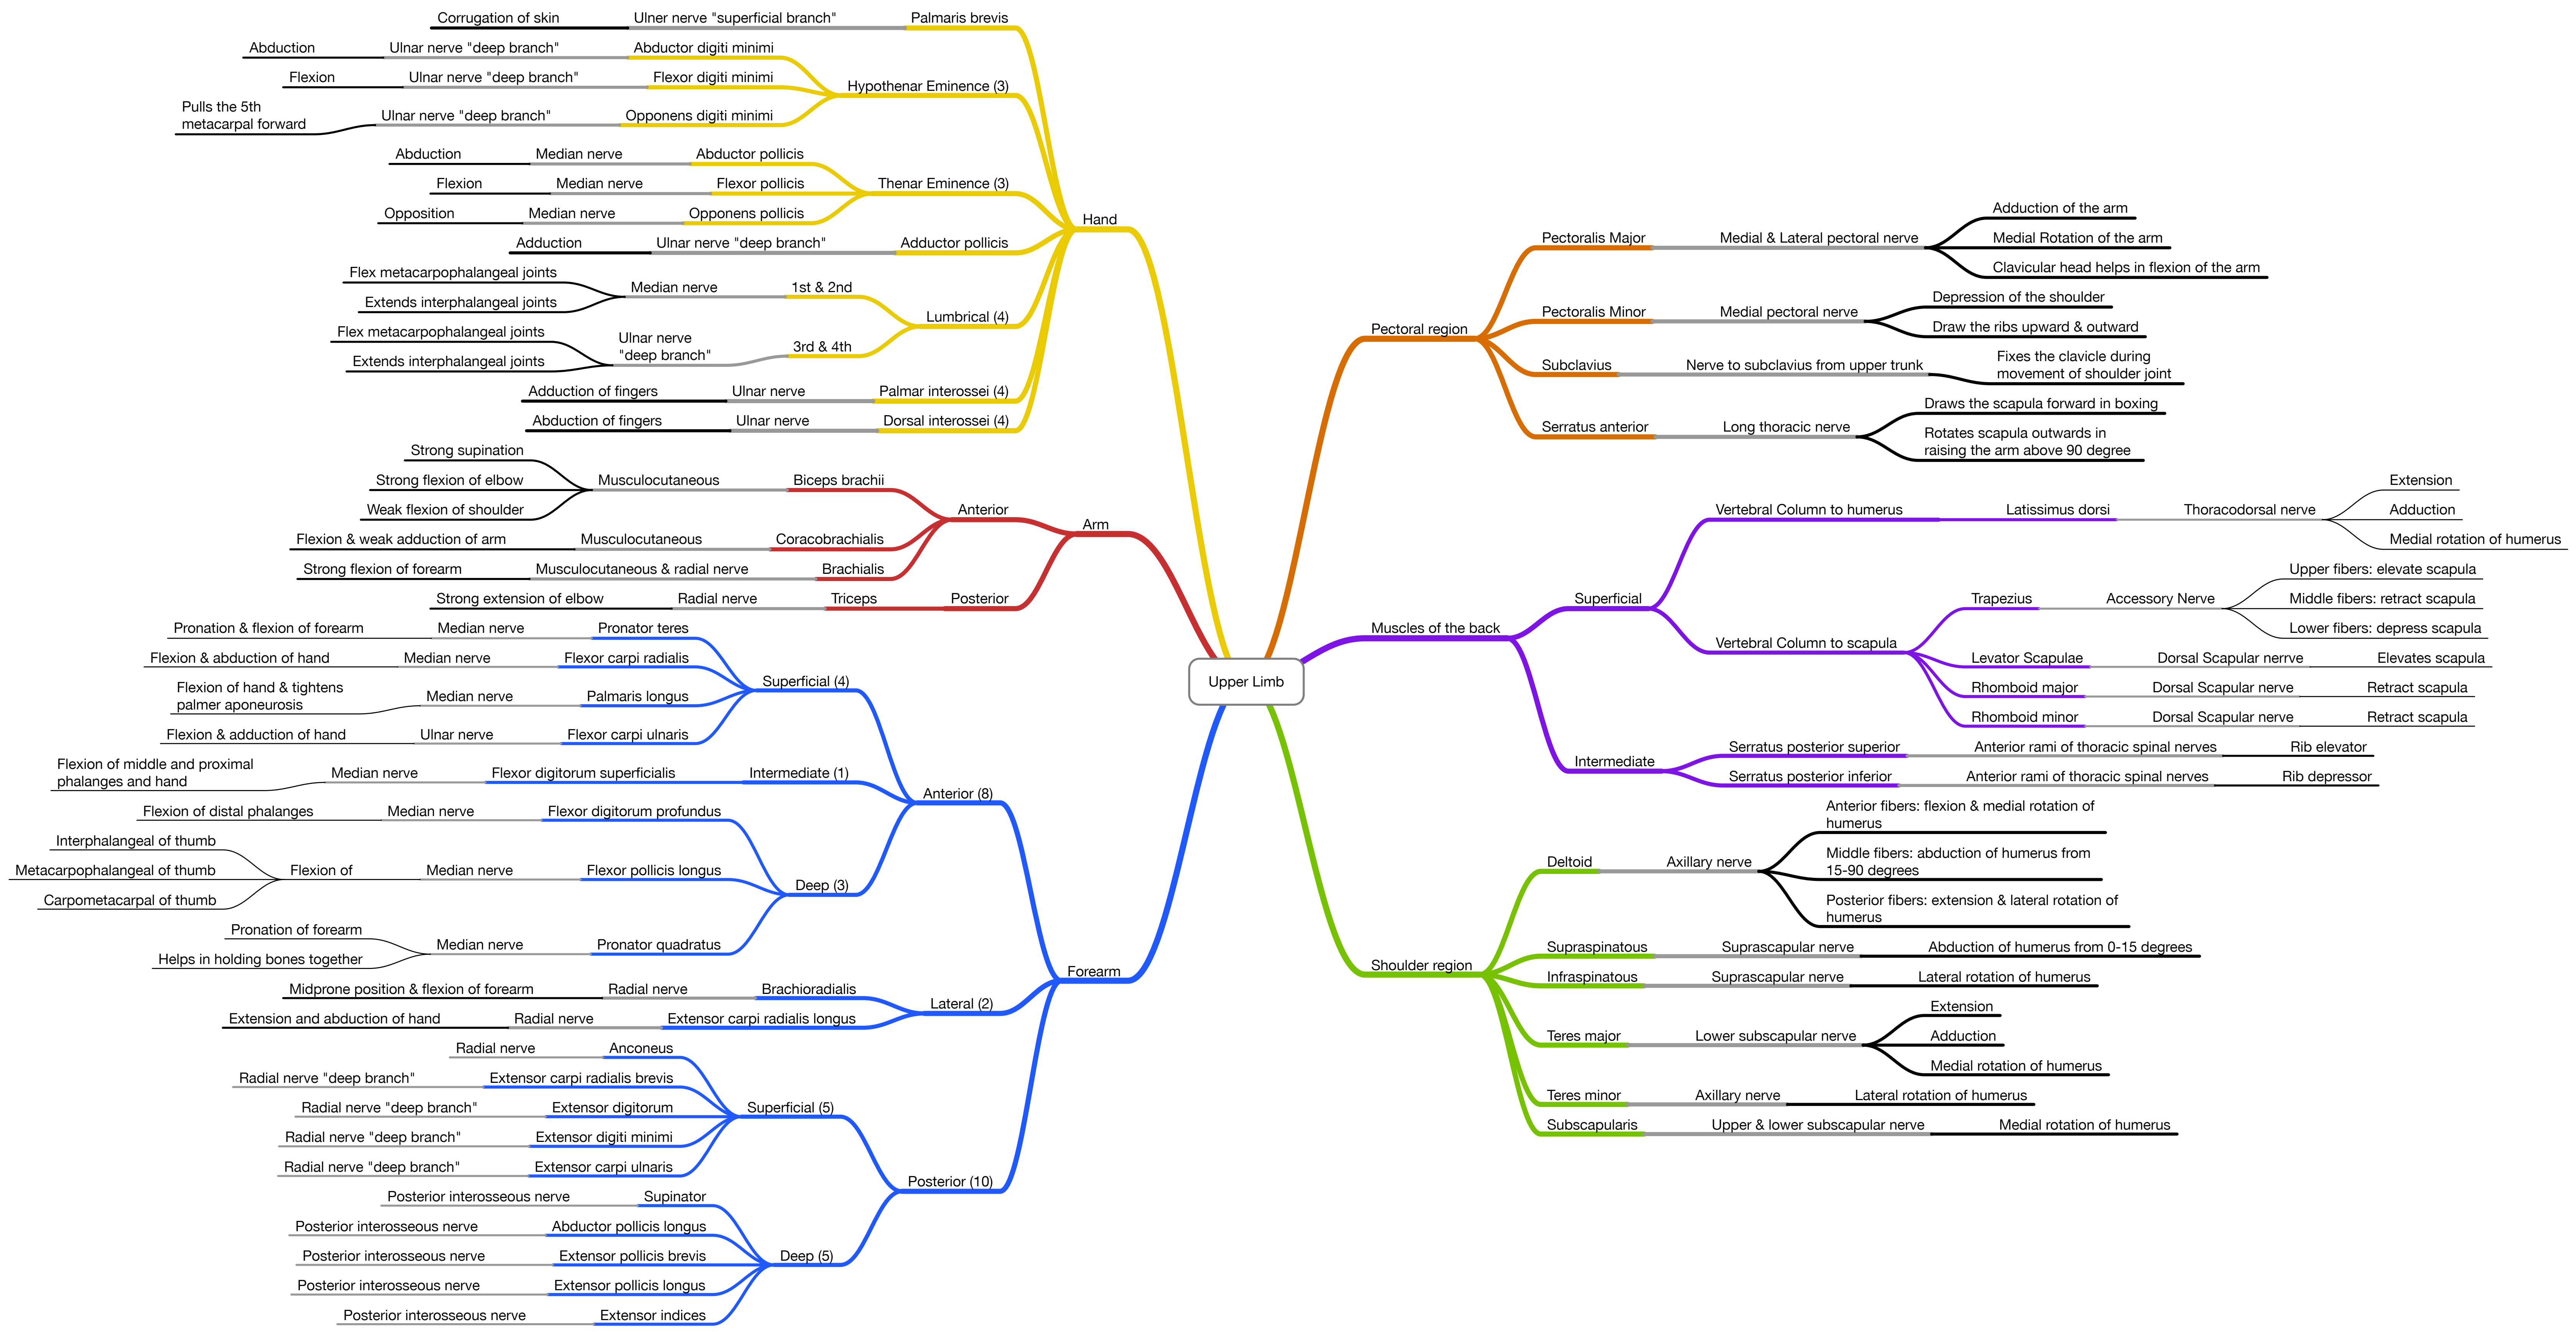 Upper Limb
Hand
Palmaris brevis
Ulner nerve "superficial branch"
Corrugation of skin
Hypothenar Eminence (3)
Abductor digiti minimi
Ulnar nerve "deep branch"
Abduction
Flexor digiti minimi
Ulnar nerve "deep branch"
Flexion
Opponens digiti minimi
Ulnar nerve "deep branch"
Pulls the 5th
metacarpal forward
Thenar Eminence (3)
Abductor pollicis
Median nerve
Abduction
Flexor pollicis
Median nerve
Flexion
Opponens pollicis
Median nerve
Opposition
Adductor pollicis
Ulnar nerve "deep branch"
Adduction
Lumbrical (4)
1st & 2nd
Median nerve
Flex metacarpophalangeal joints
Extends interphalangeal joints
3rd & 4th
Ulnar nerve
"deep branch"
Flex metacarpophalangeal joints
Extends interphalangeal joints
Palmar interossei (4)
Ulnar nerve
Adduction of fingers
Dorsal interossei (4)
Ulnar nerve
Abduction of fingers
Arm
Anterior
Biceps brachii
Musculocutaneous
Strong supination
Strong flexion of elbow
Weak flexion of shoulder
Coracobrachialis
Musculocutaneous
Flexion & weak adduction of arm
Brachialis
Musculocutaneous & radial nerve
Strong flexion of forearm
Posterior
Triceps
Radial nerve
Strong extension of elbow
Forearm
Anterior (8)
Superficial (4)
Pronator teres
Median nerve
Pronation & flexion of forearm
Flexor carpi radialis
Median nerve
Flexion & abduction of hand
Palmaris longus
Median nerve
Flexion of hand & tightens
palmer aponeurosis
Flexor carpi ulnaris
Ulnar nerve
Flexion & adduction of hand
Intermediate (1)
Flexor digitorum superficialis
Median nerve
Flexion of middle and proximal
phalanges and hand
Deep (3)
Flexor digitorum profundus
Median nerve
Flexion of distal phalanges
Flexor pollicis longus
Median nerve
Flexion of
Interphalangeal of thumb
Metacarpophalangeal of thumb
Carpometacarpal of thumb
Pronator quadratus
Median nerve
Pronation of forearm
Helps in holding bones together
Lateral (2)
Brachioradialis
Radial nerve
Midprone position & flexion of forearm
Extensor carpi radialis longus
Radial nerve
Extension and abduction of hand
Posterior (10)
Superficial (5)
Anconeus
Radial nerve
Extensor carpi radialis brevis
Radial nerve "deep branch"
Extensor digitorum
Radial nerve "deep branch"
Extensor digiti minimi
Radial nerve "deep branch"
Extensor carpi ulnaris
Radial nerve "deep branch"
Deep (5)
Supinator
Posterior interosseous nerve
Abductor pollicis longus
Posterior interosseous nerve
Extensor pollicis brevis
Posterior interosseous nerve
Extensor pollicis longus
Posterior interosseous nerve
Extensor indices
Posterior interosseous nerve
Pectoral region
Pectoralis Major
Medial & Lateral pectoral nerve
Adduction of the arm
Medial Rotation of the arm
Clavicular head helps in flexion of the arm
Pectoralis Minor
Medial pectoral nerve
Depression of the shoulder
Draw the ribs upward & outward
Subclavius
Nerve to subclavius from upper trunk
Fixes the clavicle during
movement of shoulder joint
Serratus anterior
Long thoracic nerve
Draws the scapula forward in boxing
Rotates scapula outwards in
raising the arm above 90 degree
Muscles of the back
Superficial
Vertebral Column to humerus
Latissimus dorsi
Thoracodorsal nerve
Extension
Adduction
Medial rotation of humerus
Vertebral Column to scapula
Trapezius
Accessory Nerve
Upper fibers: elevate scapula
Middle fibers: retract scapula
Lower fibers: depress scapula
Levator Scapulae
Dorsal Scapular nerrve
Elevates scapula
Rhomboid major
Dorsal Scapular nerve
Retract scapula
Rhomboid minor
Dorsal Scapular nerve
Retract scapula
Intermediate
Serratus posterior superior
Anterior rami of thoracic spinal nerves
Rib elevator
Serratus posterior inferior
Anterior rami of thoracic spinal nerves
Rib depressor
Shoulder region
Deltoid
Axillary nerve
Anterior fibers: flexion & medial rotation of
humerus
Middle fibers: abduction of humerus from
15-90 degrees
Posterior fibers: extension & lateral rotation of
humerus
Supraspinatous
Suprascapular nerve
Abduction of humerus from 0-15 degrees
Infraspinatous
Suprascapular nerve
Lateral rotation of humerus
Teres major
Lower subscapular nerve
Extension
Adduction
Medial rotation of humerus
Teres minor
Axillary nerve
Lateral rotation of humerus
Subscapularis
Upper & lower subscapular nerve
Medial rotation of humerus